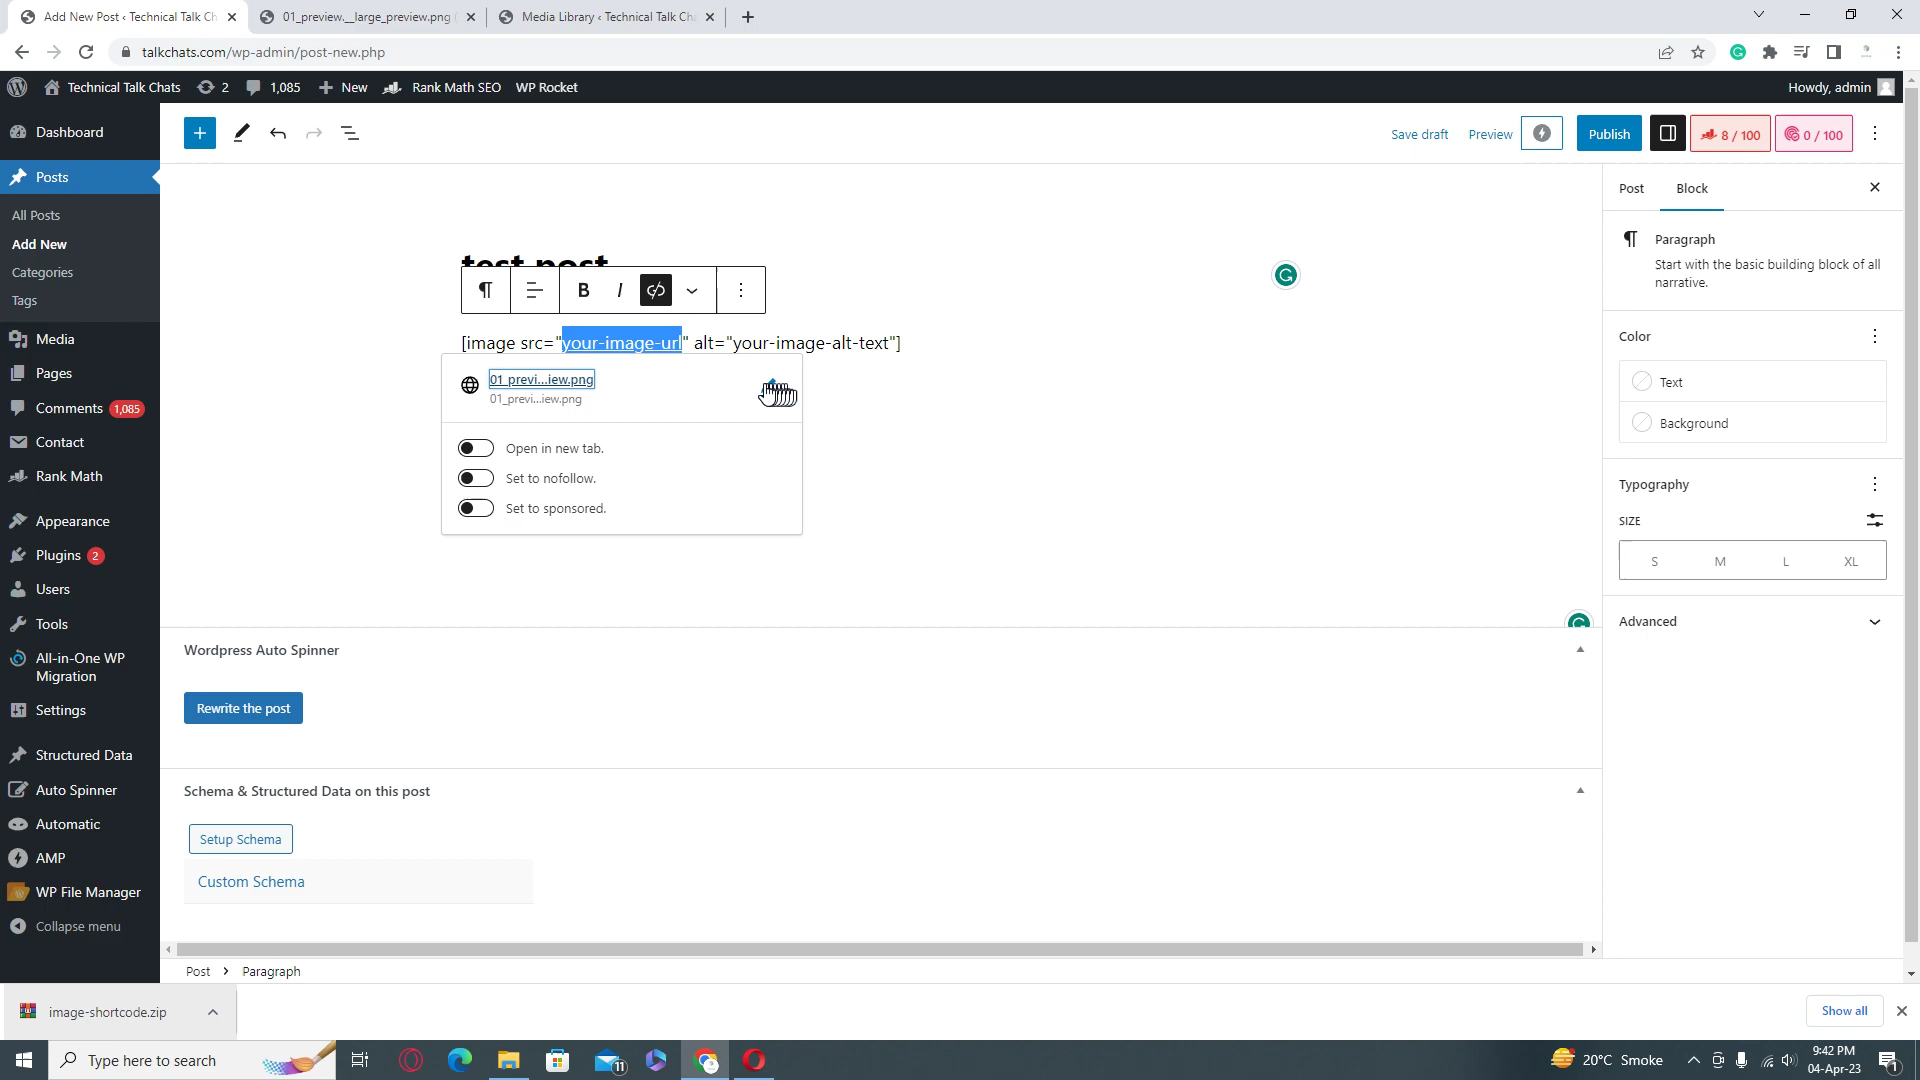 Add New Post ‹ Technical Talk Ch
01_preview.__large_preview.png (
Media Library ‹ Technical Talk Cha
talkchats.com/wp-admin/post-new.php
Technical Talk Chats
2
1,085
New
Rank Math SEO
WP Rocket
Howdy, admin
Dashboard
Posts
All Posts
Add New
Categories
Tags
Media
Pages
Comments 1,085
Contact
Rank Math
Appearance
Plugins 2
Users
Tools
All-in-One WP
Migration
Settings
Structured Data
Auto Spinner
Automatic
AMP
WP File Manager
Collapse menu
Save draft
Preview
Publish
8 / 100
0 / 100
test post
B I
[image src="your-image-url" alt="your-image-alt-text"]
01_previ...iew.png
01_previ...iew.png
Open in new tab.
Set to nofollow.
Set to sponsored.
Wordpress Auto Spinner
Rewrite the post
Schema & Structured Data on this post
Setup Schema
Custom Schema
Post › Paragraph
Post
Block
Paragraph
Start with the basic building block of all
narrative.
Color
Text
Background
Typography
SIZE
S M L XL
Advanced
image-shortcode.zip
Show all
Type here to search
11
20°C Smoke
9:42 PM
04-Apr-23
1